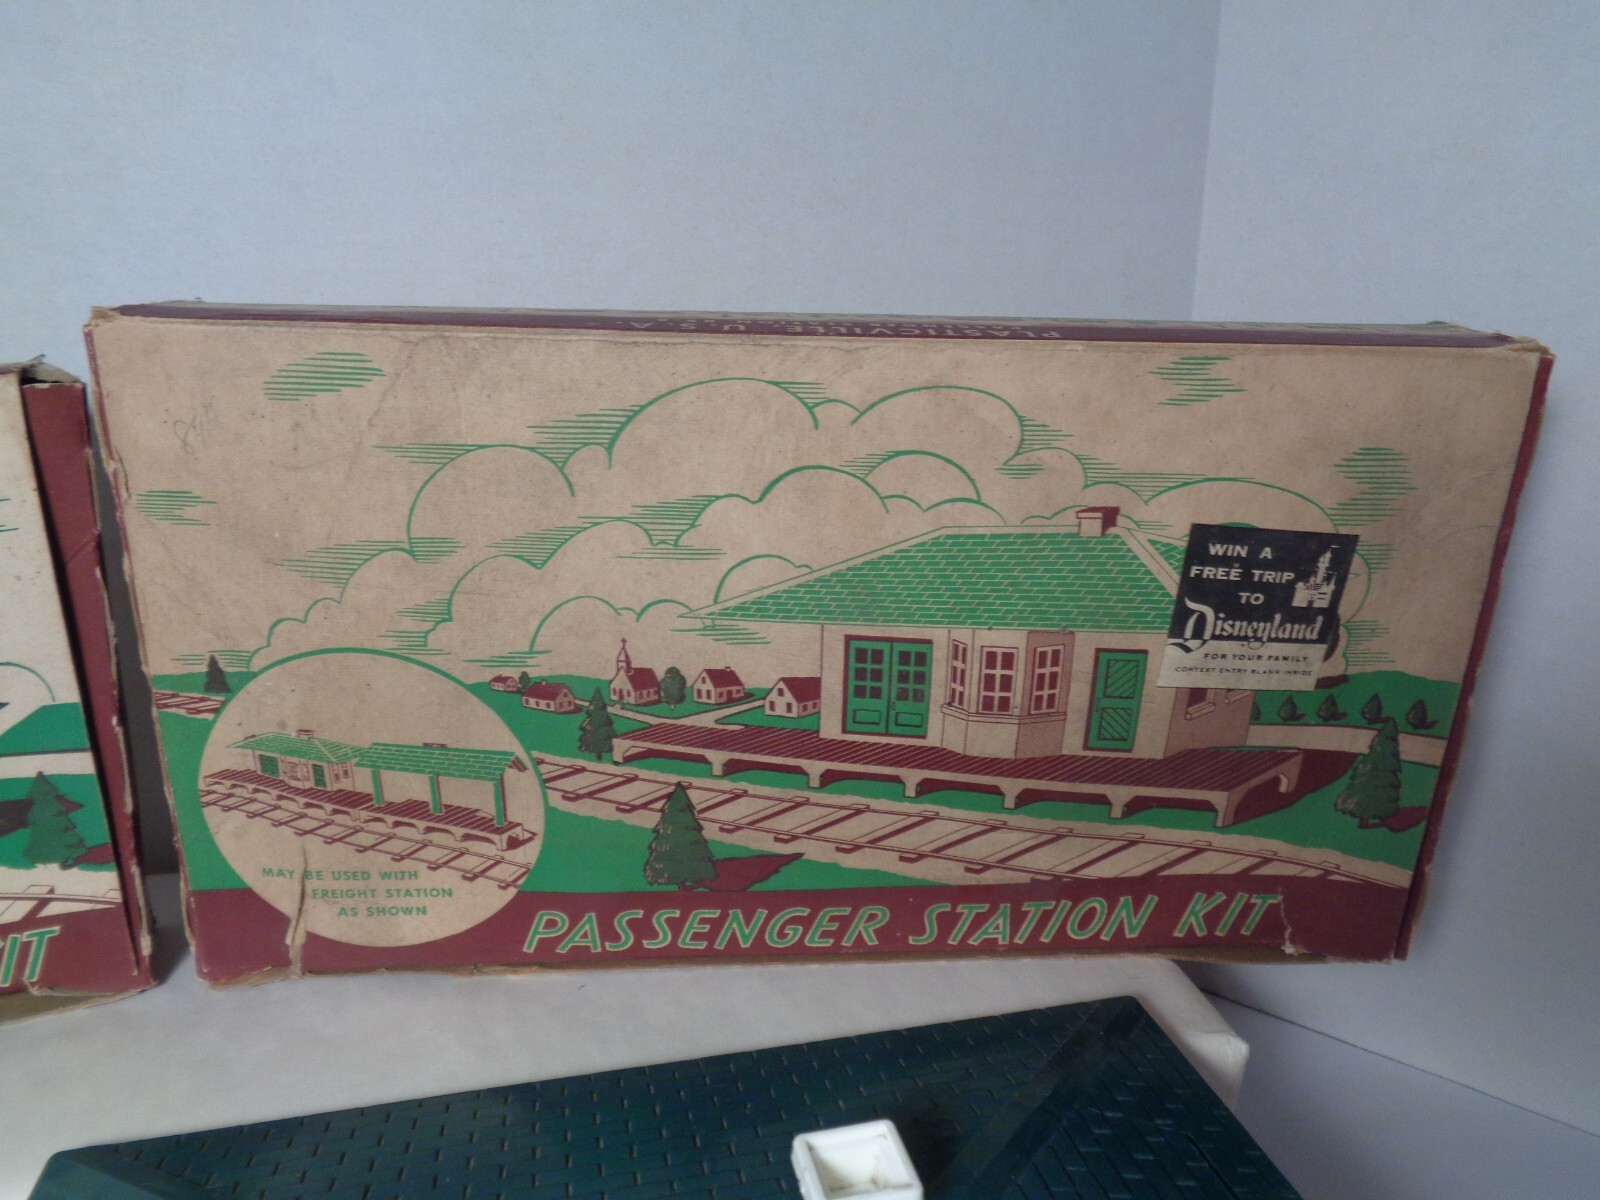 PLASTICVILLE U.S.A.
WIN A
FREE TRIP
TO
Disneyland
FOR YOUR FAMILY
CONTEST ENTRY BLANK INSIDE
MAY BE USED WITH
FREIGHT STATION
AS SHOWN
PASSENGER STATION KIT
IT